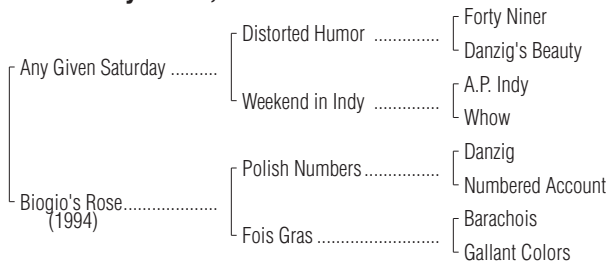 Forty Niner
Distorted Humor ..............
Danzig's Beauty
Any Given Saturday ..........
A.P. Indy
Weekend in Indy ..............
Whow
Danzig
Polish Numbers................
Numbered Account
Biogio's Rose....................
(1994)
Barachois
Fois Gras ..........................
Gallant Colors